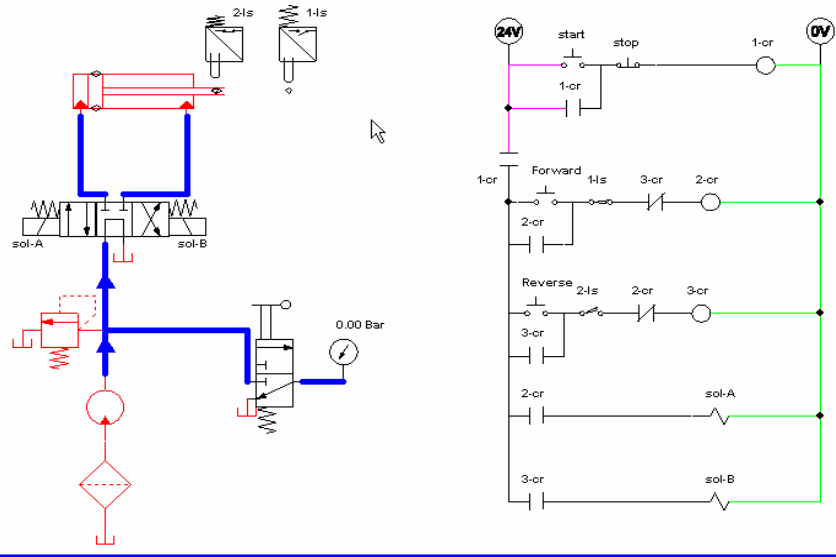 2-ls
1-ls
sol-A
sol-B
0.00 Bar
24V
0V
start
stop
1-cr
1-cr
1-cr
Forward
1-ls
3-cr
2-cr
2-cr
Reverse
2-ls
2-cr
3-cr
3-cr
2-cr
sol-A
3-cr
sol-B